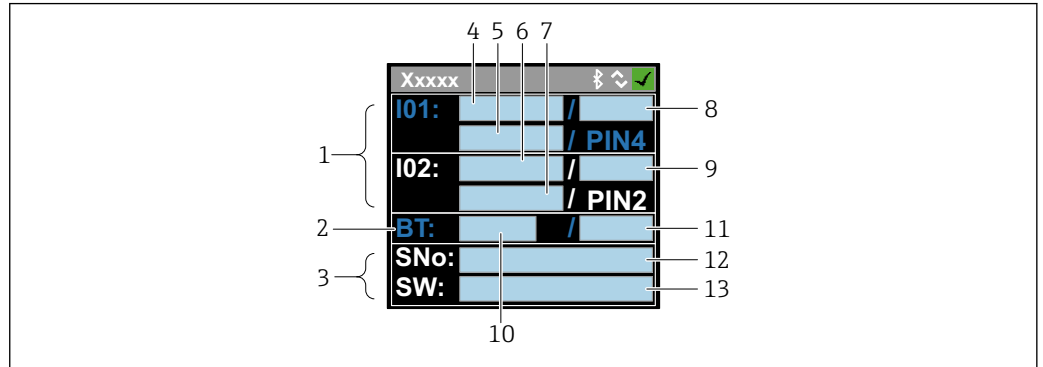 4 5 6 7
Xxxxx
I01: / 8
1 / PIN4
I02: / 9
/ PIN2
2 BT: / 11
3 SNo: 12
SW: 13
10